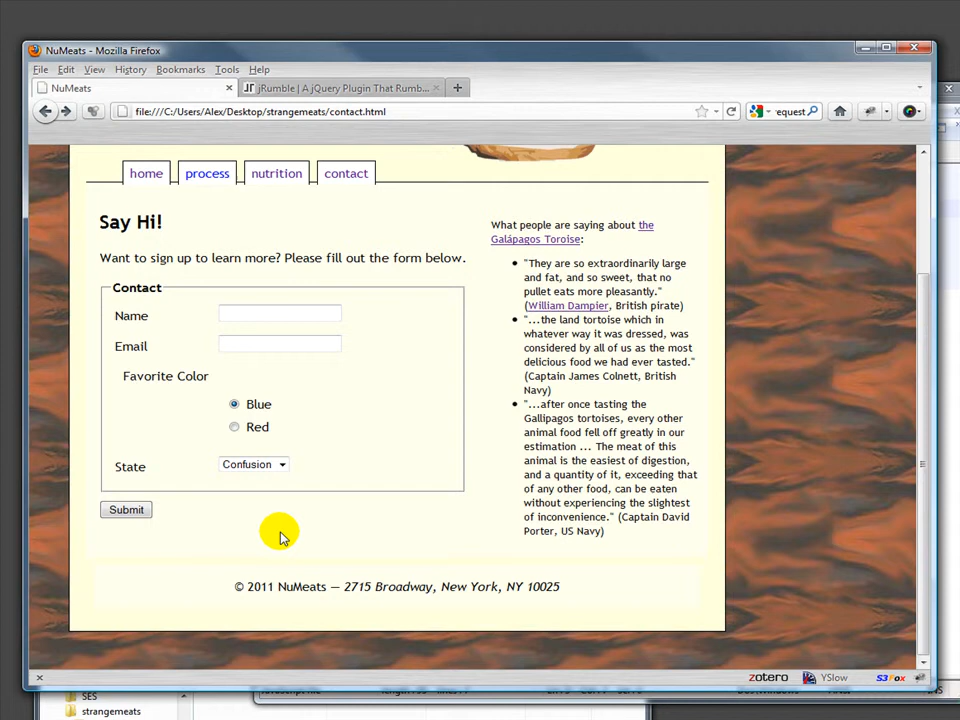 NuMeats - Mozilla Firefox
File Edit View History Bookmarks Tools Help
NuMeats
jRumble | A jQuery Plugin That Rumb...
file:///C:/Users/Alex/Desktop/strangemeats/contact.html
equest
home process nutrition contact
Say Hi!
Want to sign up to learn more? Please fill out the form below.
Contact
Name
Email
Favorite Color
Blue
Red
State
Confusion
Submit
What people are saying about the
Galápagos Toroise:
"They are so extraordinarily large
and fat, and so sweet, that no
pullet eats more pleasantly."
(William Dampier, British pirate)
"...the land tortoise which in
whatever way it was dressed, was
considered by all of us as the most
delicious food we had ever tasted."
(Captain James Colnett, British
Navy)
"...after once tasting the
Gallipagos tortoises, every other
animal food fell off greatly in our
estimation ... The meat of this
animal is the easiest of digestion,
and a quantity of it, exceeding that
of any other food, can be eaten
without experiencing the slightest
of inconvenience." (Captain David
Porter, US Navy)
© 2011 NuMeats — 2715 Broadway, New York, NY 10025
zotero YSlow S3Fox
SES
strangemeats